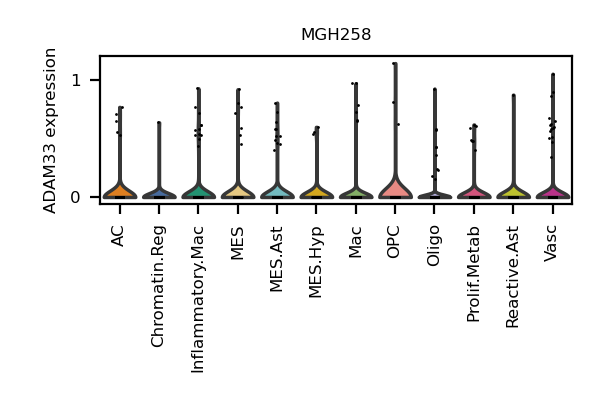 MGH258
ADAM33 expression
1
0
AC
Chromatin.Reg
Inflammatory.Mac
MES
MES.Ast
MES.Hyp
Mac
OPC
Oligo
Prolif.Metab
Reactive.Ast
Vasc